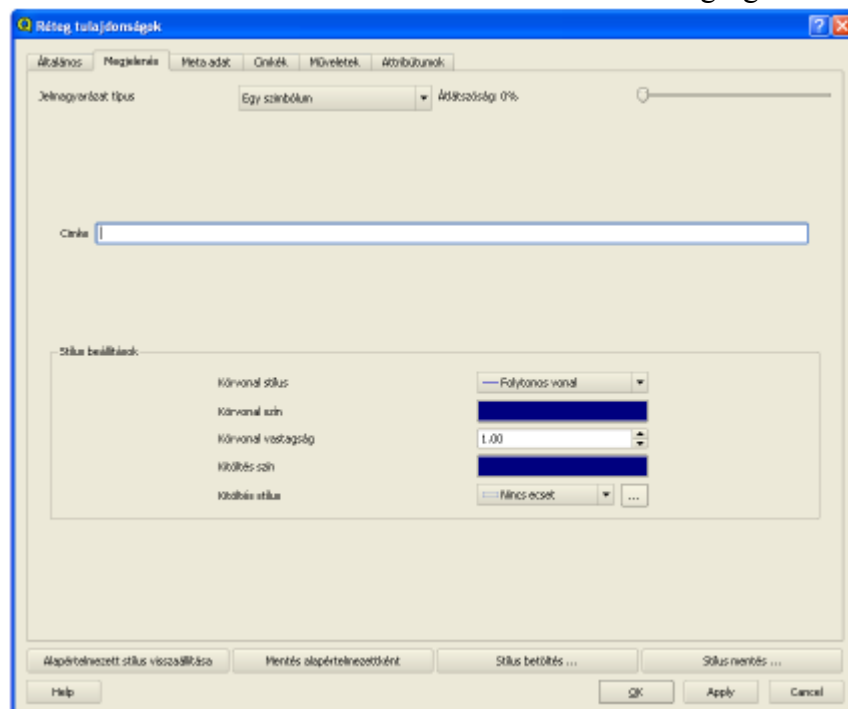 Réteg tulajdonságok
Általános Megjelenés Meta adat Cimkék Műveletek Attribútumok
Jelmagyarázat típus Egy szimbólum Átlátszóság: 0%
Cimke
Stílus beállítások
Körvonal stílus Folytonos vonal
Körvonal szín
Körvonal vastagság 1.00
Kitöltés szín
Kitöltés stílus Nincs ecset ...
Alapértelmezett stílus visszaállítása Mentés alapértelmezettként Stílus betöltés ... Stílus mentés ...
Help OK Apply Cancel